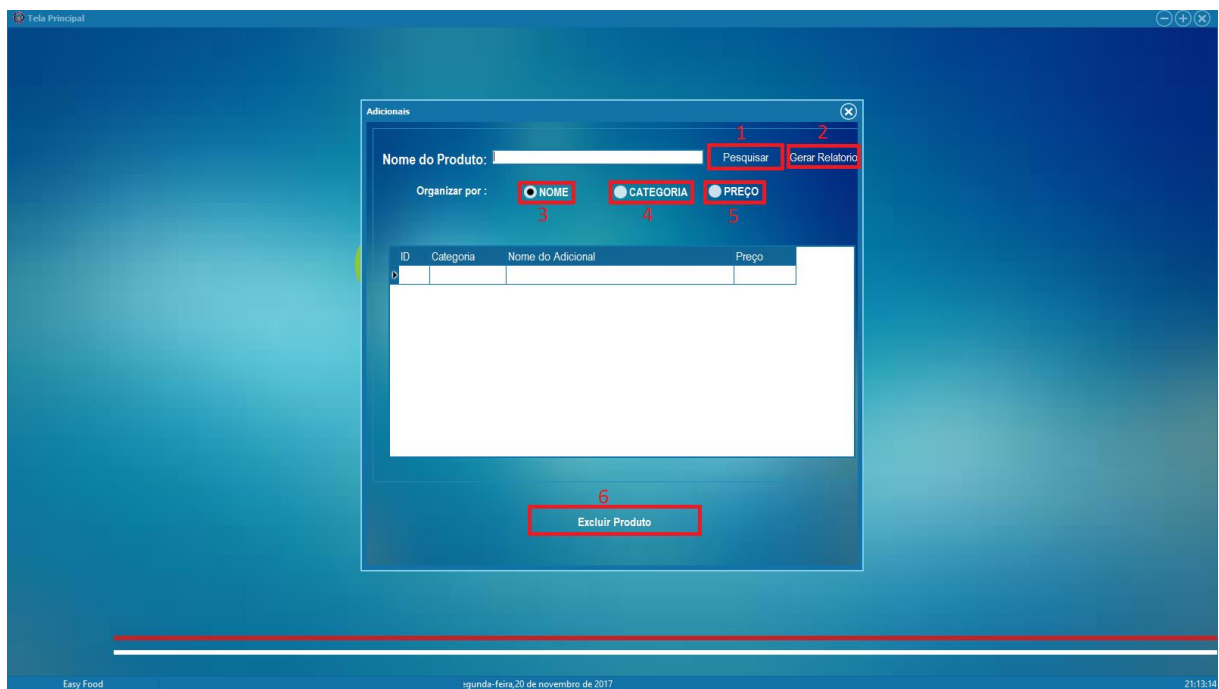 Tela Principal
Adicionais
1 2
Nome do Produto: Pesquisar Gerar Relatorio
Organizar por : NOME CATEGORIA PREÇO
3 4 5
ID Categoria Nome do Adicional Preço
6
Excluir Produto
Easy Food egunda-feira,20 de novembro de 2017 21:13:14